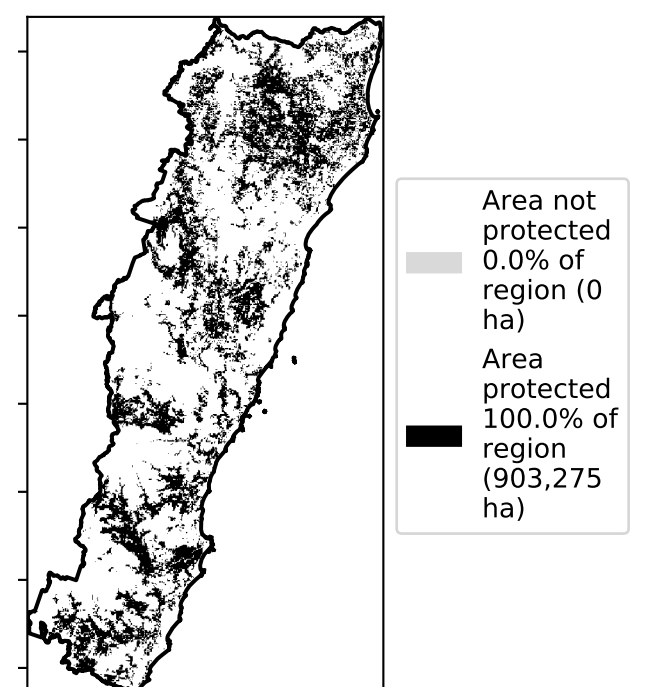 Area not
protected
0.0% of
region (0
ha)
Area
protected
100.0% of
region
(903,275
ha)